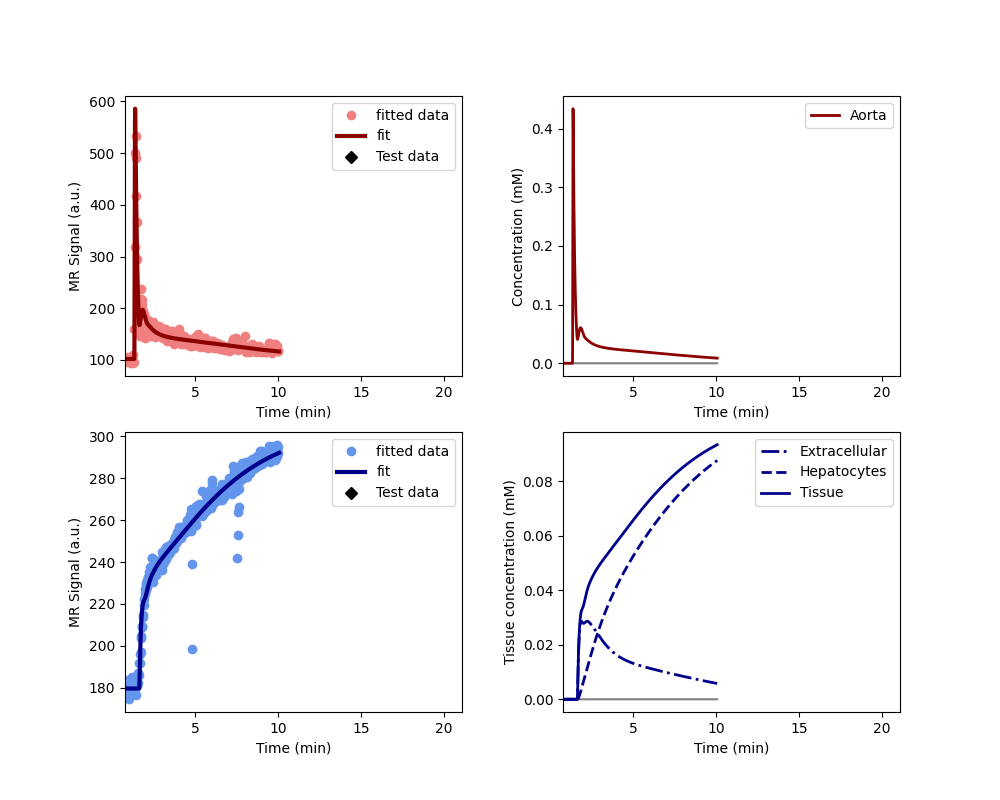 600
500
400
300
200
100
MR Signal (a.u.)
fitted data
fit
Test data
5
10
15
20
Time (min)
0.4
0.3
0.2
0.1
0.0
Concentration (mM)
Aorta
5
10
15
20
Time (min)
300
280
260
240
220
200
180
MR Signal (a.u.)
fitted data
fit
Test data
5
10
15
20
Time (min)
0.08
0.06
0.04
0.02
0.00
Tissue concentration (mM)
Extracellular
Hepatocytes
Tissue
5
10
15
20
Time (min)